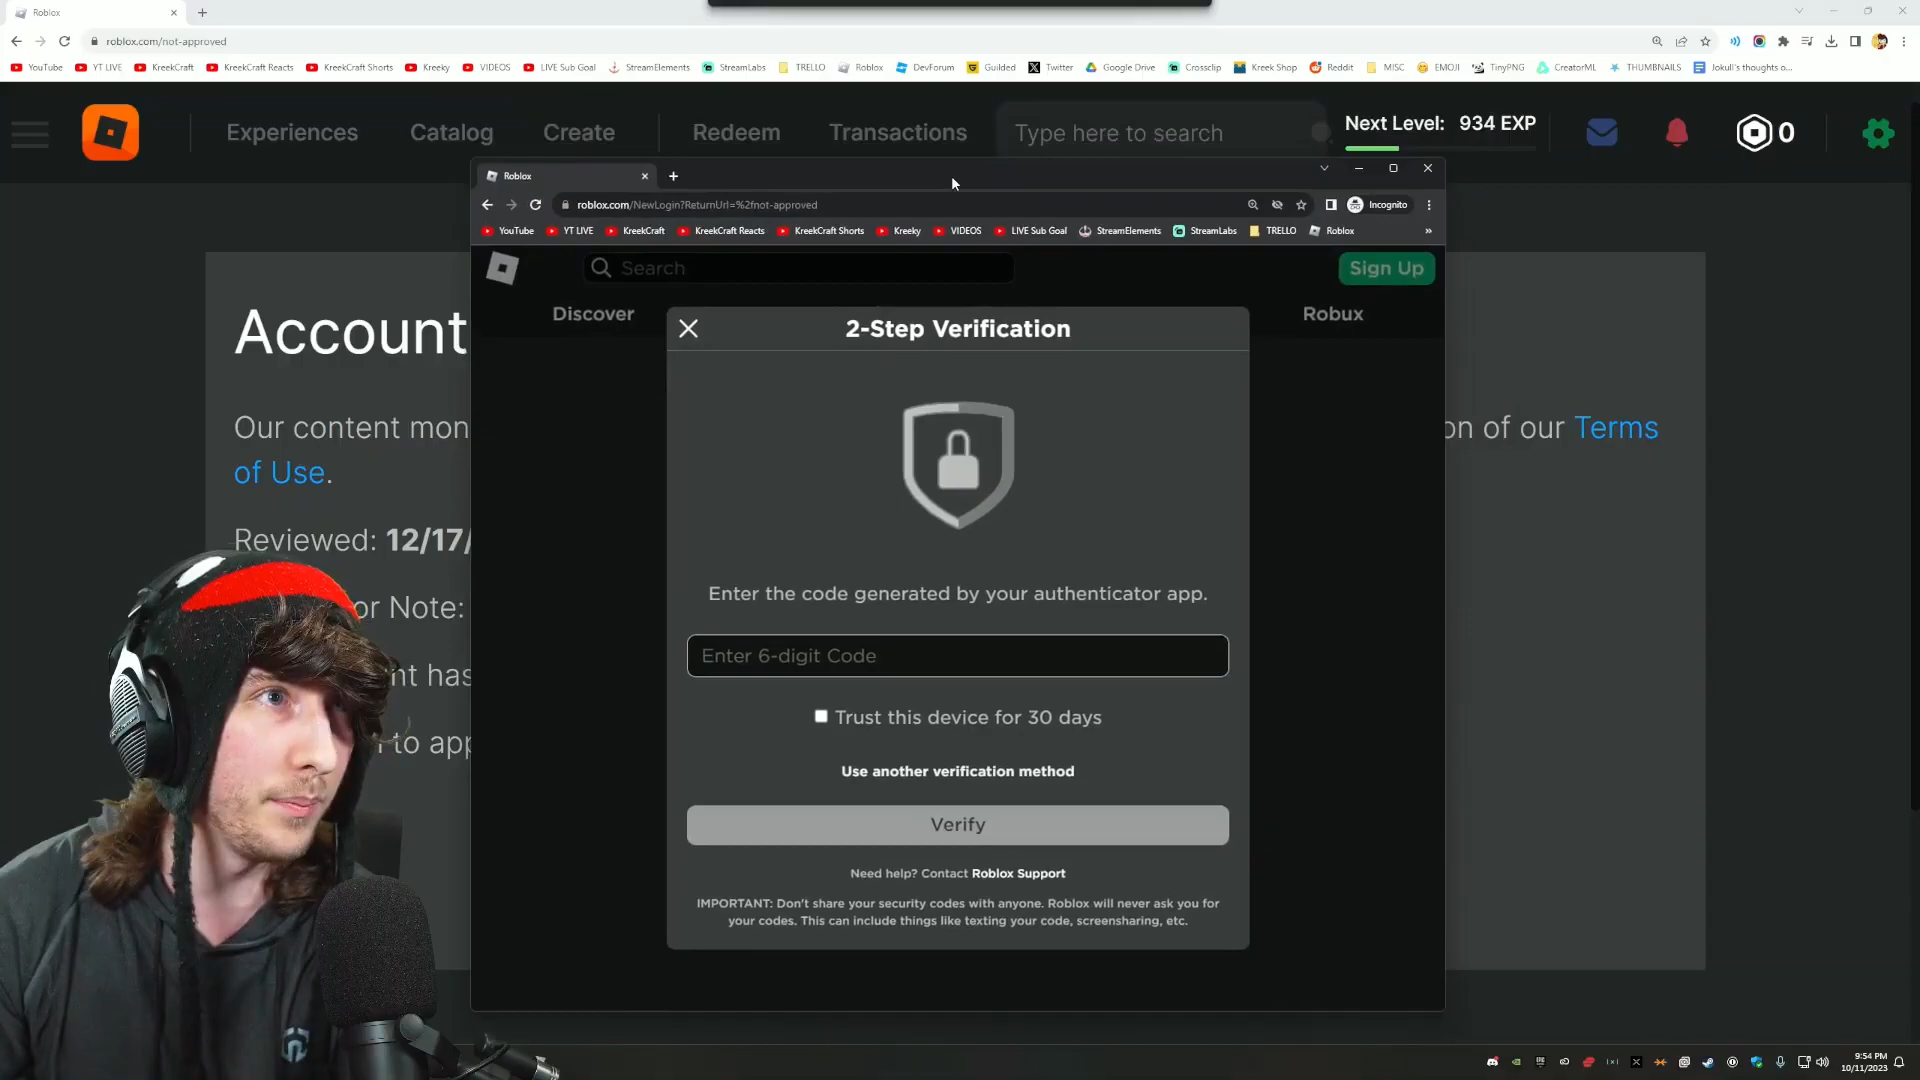 Roblox
roblox.com/not-approved
YouTube YT LIVE KreekCraft KreekCraft Reacts KreekCraft Shorts Kreeky VIDEOS LIVE Sub Goal StreamElements StreamLabs TRELLO Roblox DevForum Guilded Twitter Google Drive Crossclip Kreek Shop Reddit MISC EMOJI TinyPNG CreatorML THUMBNAILS Jokull's thoughts o...
Experiences Catalog Create Redeem Transactions Type here to search Next Level: 934 EXP 0
Roblox
roblox.com/NewLogin?ReturnUrl=%2fnot-approved Incognito
YouTube YT LIVE KreekCraft KreekCraft Reacts KreekCraft Shorts Kreeky VIDEOS LIVE Sub Goal StreamElements StreamLabs TRELLO Roblox »
Search Sign Up
Discover Robux
2-Step Verification
Account
Our content mon on of our Terms
of Use.
Reviewed: 12/17/
or Note:
nt has
to app
Enter the code generated by your authenticator app.
Enter 6-digit Code
Trust this device for 30 days
Use another verification method
Verify
Need help? Contact Roblox Support
IMPORTANT: Don't share your security codes with anyone. Roblox will never ask you for
your codes. This can include things like texting your code, screensharing, etc.
9:54 PM
10/11/2023